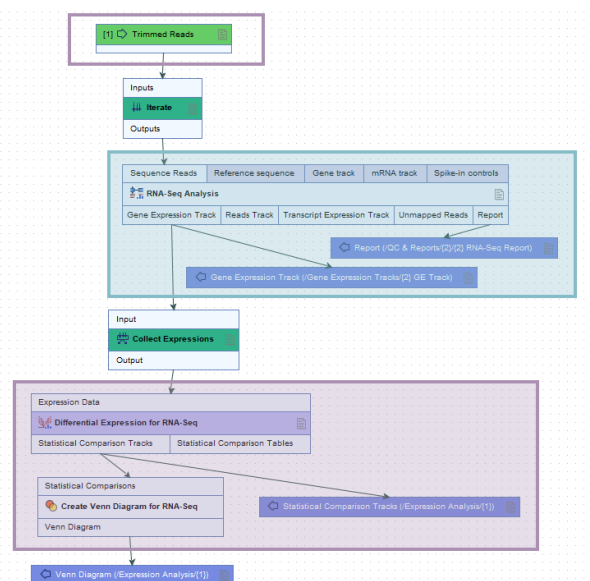 [1] Trimmed Reads
Inputs
Iterate
Outputs
Sequence Reads Reference sequence Gene track mRNA track Spike-in controls
RNA-Seq Analysis
Gene Expression Track Reads Track Transcript Expression Track Unmapped Reads Report
Report (/QC & Reports/{2}/{2} RNA-Seq Report)
Gene Expression Track (/Gene Expression Tracks/{2} GE Track)
Input
Collect Expressions
Output
Expression Data
Differential Expression for RNA-Seq
Statistical Comparison Tracks Statistical Comparison Tables
Statistical Comparisons
Create Venn Diagram for RNA-Seq
Statistical Comparison Tracks (/Expression Analysis/{1})
Venn Diagram
Venn Diagram (/Expression Analysis/{1})